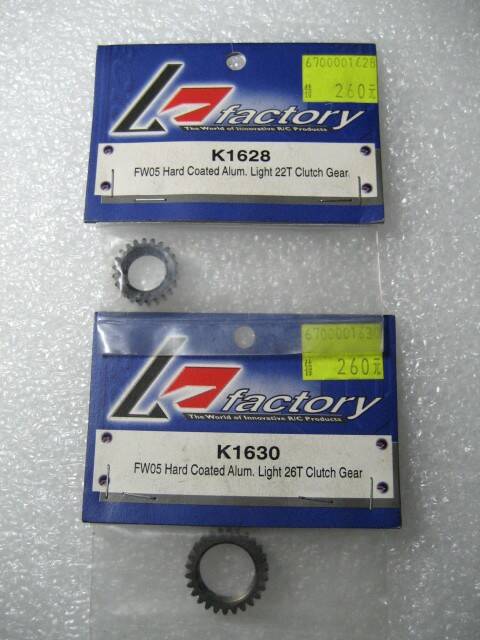 6700001628
特價 260元
K factory
The World of Innovative R/C Products
K1628
FW05 Hard Coated Alum. Light 22T Clutch Gear
6700001630
260元
K factory
The World of Innovative R/C Products
K1630
FW05 Hard Coated Alum. Light 26T Clutch Gear